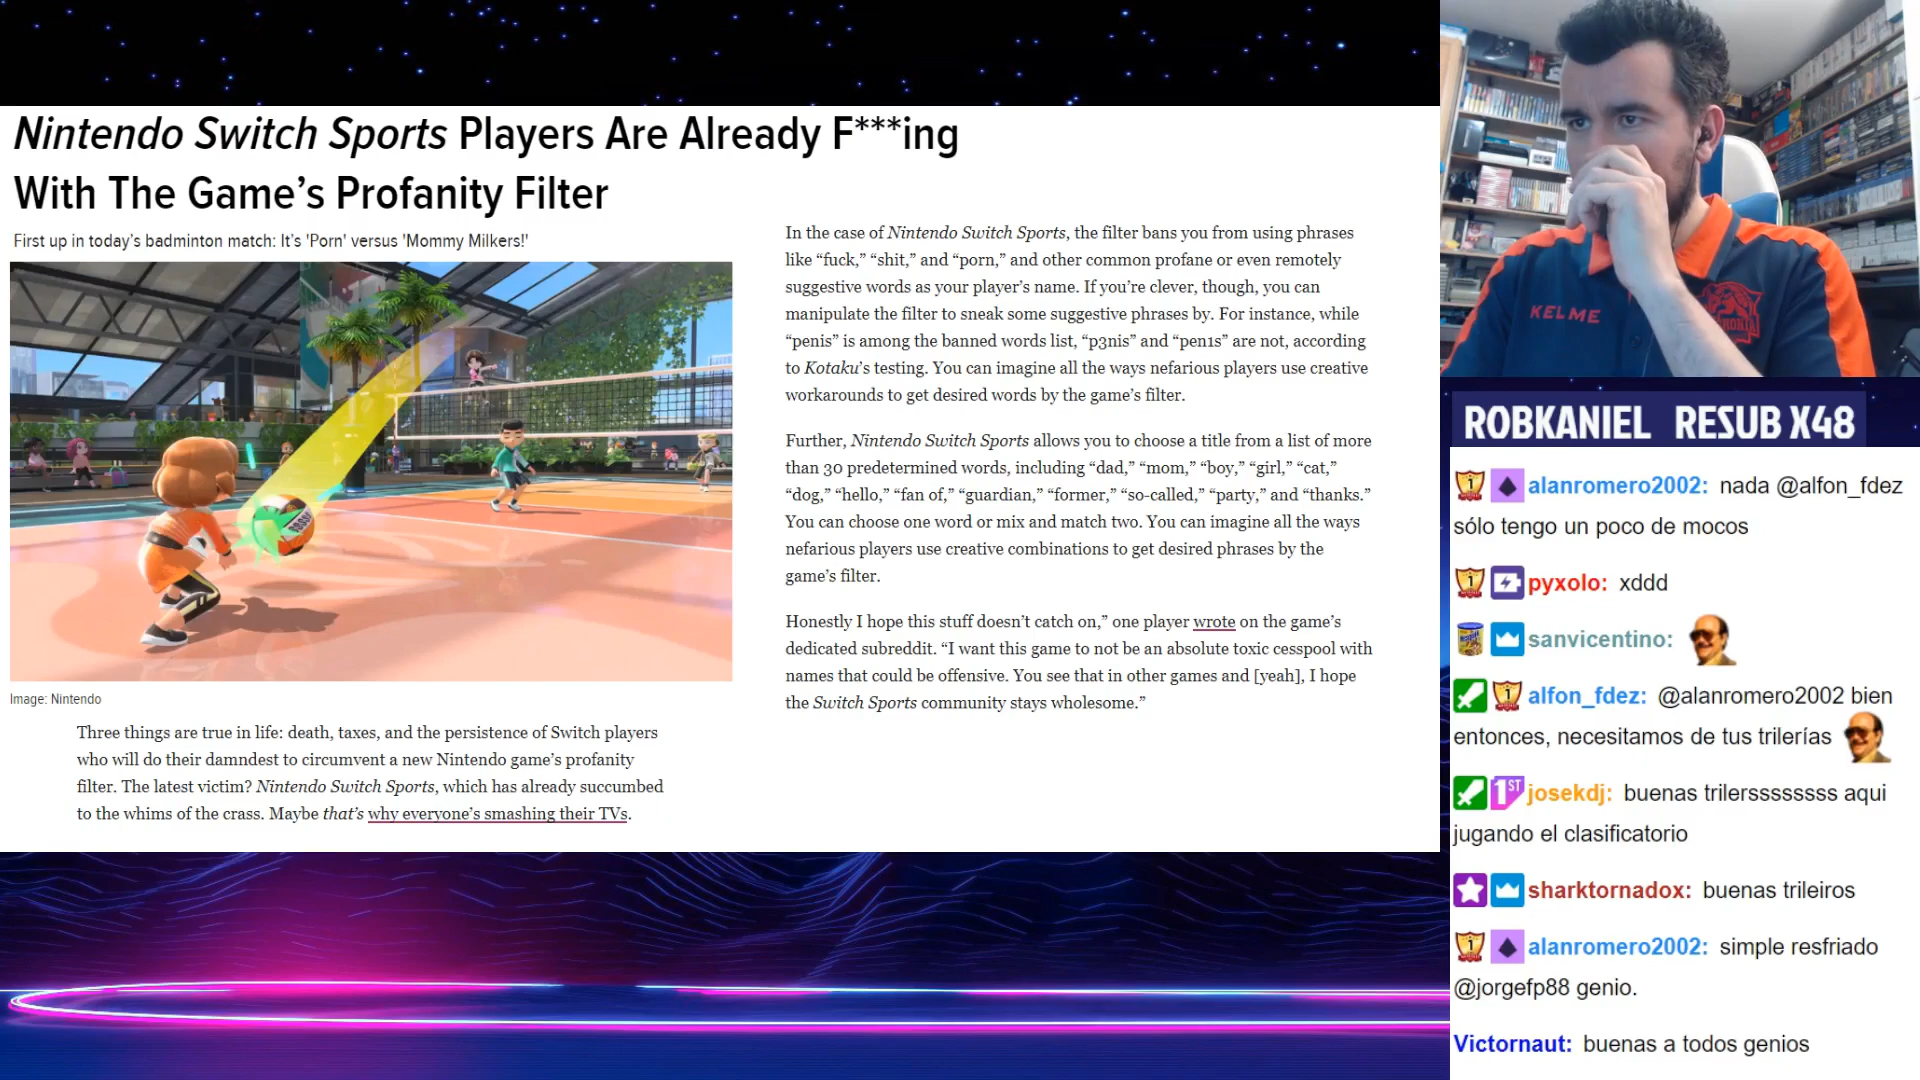 Nintendo Switch Sports Players Are Already F***ing
With The Game's Profanity Filter
First up in today's badminton match: It's 'Porn' versus 'Mommy Milkers!'
Image: Nintendo
Three things are true in life: death, taxes, and the persistence of Switch players
who will do their damndest to circumvent a new Nintendo game's profanity
filter. The latest victim? Nintendo Switch Sports, which has already succumbed
to the whims of the crass. Maybe that's why everyone's smashing their TVs.
In the case of Nintendo Switch Sports, the filter bans you from using phrases
like “fuck,” “shit,” and “porn,” and other common profane or even remotely
suggestive words as your player's name. If you're clever, though, you can
manipulate the filter to sneak some suggestive phrases by. For instance, while
“penis” is among the banned words list, “p3nis” and “pen1s” are not, according
to Kotaku's testing. You can imagine all the ways nefarious players use creative
workarounds to get desired words by the game's filter.
Further, Nintendo Switch Sports allows you to choose a title from a list of more
than 30 predetermined words, including “dad,” “mom,” “boy,” “girl,” “cat,”
“dog,” “hello,” “fan of,” “guardian,” “former,” “so-called,” “party,” and “thanks.”
You can choose one word or mix and match two. You can imagine all the ways
nefarious players use creative combinations to get desired phrases by the
game's filter.
Honestly I hope this stuff doesn't catch on,” one player wrote on the game's
dedicated subreddit. “I want this game to not be an absolute toxic cesspool with
names that could be offensive. You see that in other games and [yeah], I hope
the Switch Sports community stays wholesome.”
KELME
ROBKANIEL RESUB X48
alanromero2002: nada @alfon_fdez
sólo tengo un poco de mocos
pyxolo: xddd
sanvicentino:
alfon_fdez: @alanromero2002 bien
entonces, necesitamos de tus trilerías
1ST josekdj: buenas trilersssssssss aqui
jugando el clasificatorio
sharktornadox: buenas trileiros
alanromero2002: simple resfriado
@jorgefp88 genio.
Victornaut: buenas a todos genios